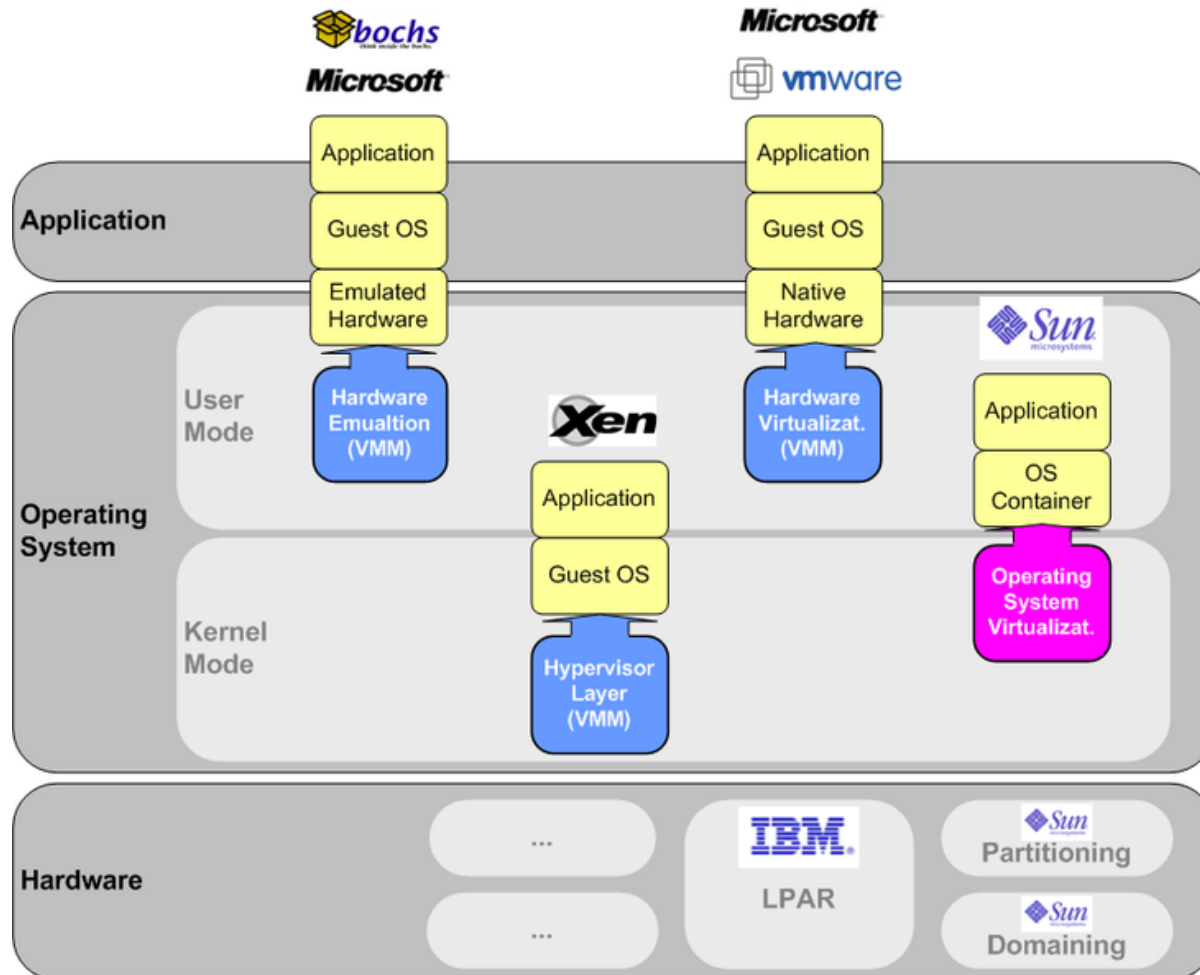 bochs
think inside the bochs.
Microsoft
Microsoft
vmware
Application
Guest OS
Emulated
Hardware
Hardware
Emualtion
(VMM)
Application
Guest OS
Native
Hardware
Hardware
Virtualizat.
(VMM)
Application
Sun
microsystems
Application
OS
Container
Operating
System
Virtualizat.
Xen
Application
Guest OS
Hypervisor
Layer
(VMM)
Operating
System
User
Mode
Kernel
Mode
Hardware
...
...
IBM®
LPAR
Sun
microsystems
Partitioning
Sun
microsystems
Domaining